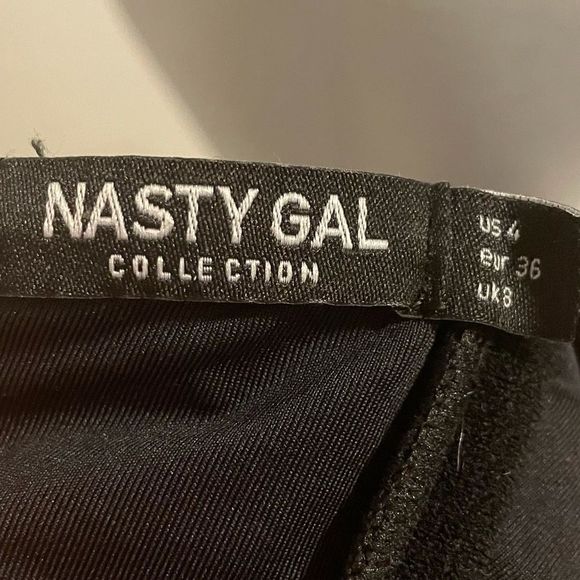 NASTY GAL
COLLECTION
us 4
eur 36
uk 8